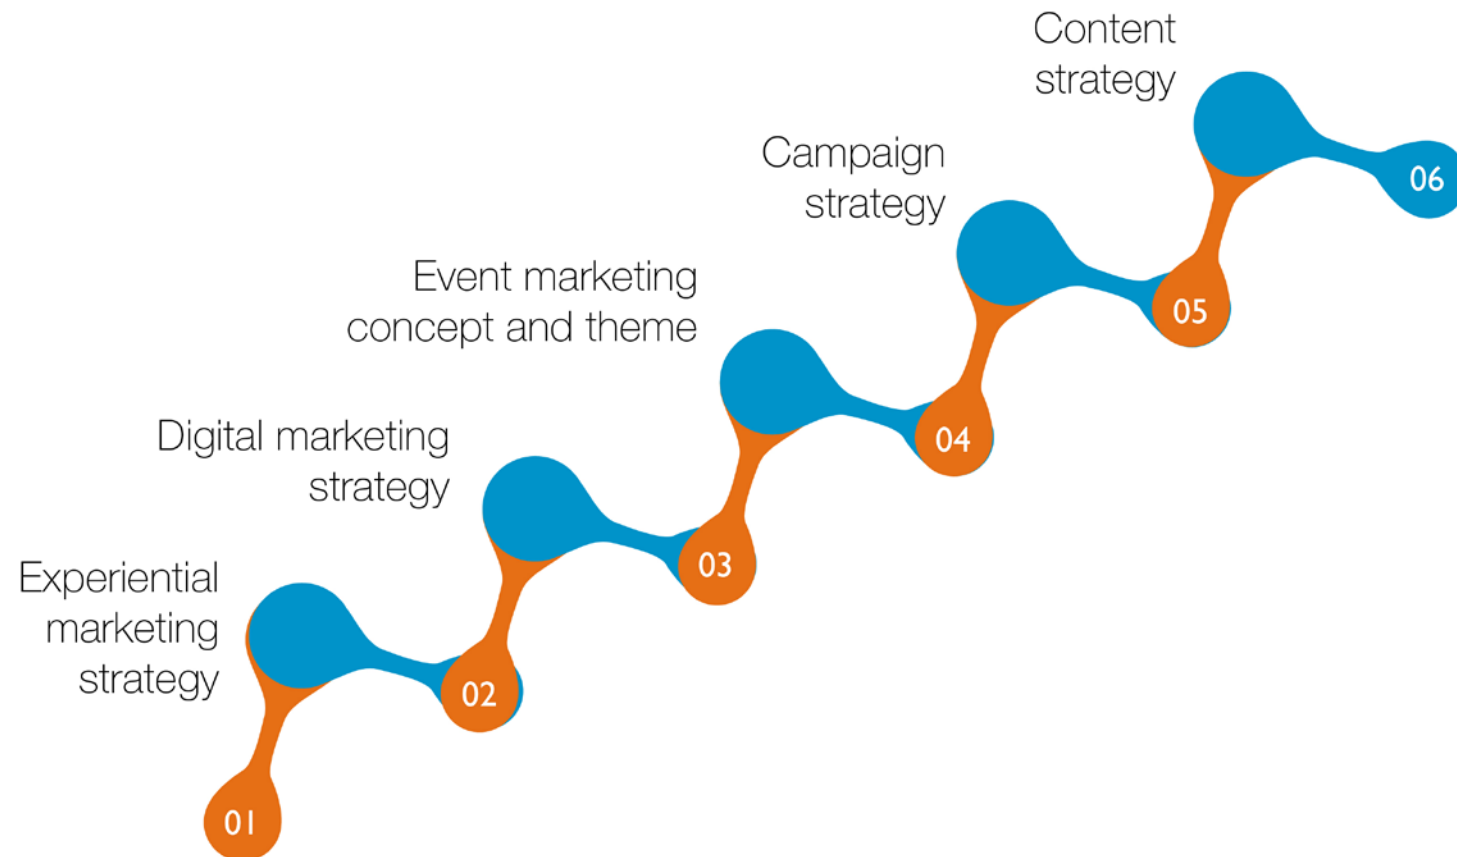 Content
strategy
06
Campaign
strategy
05
Event marketing
concept and theme
04
Digital marketing
strategy
03
Experiential
marketing
strategy
02
01